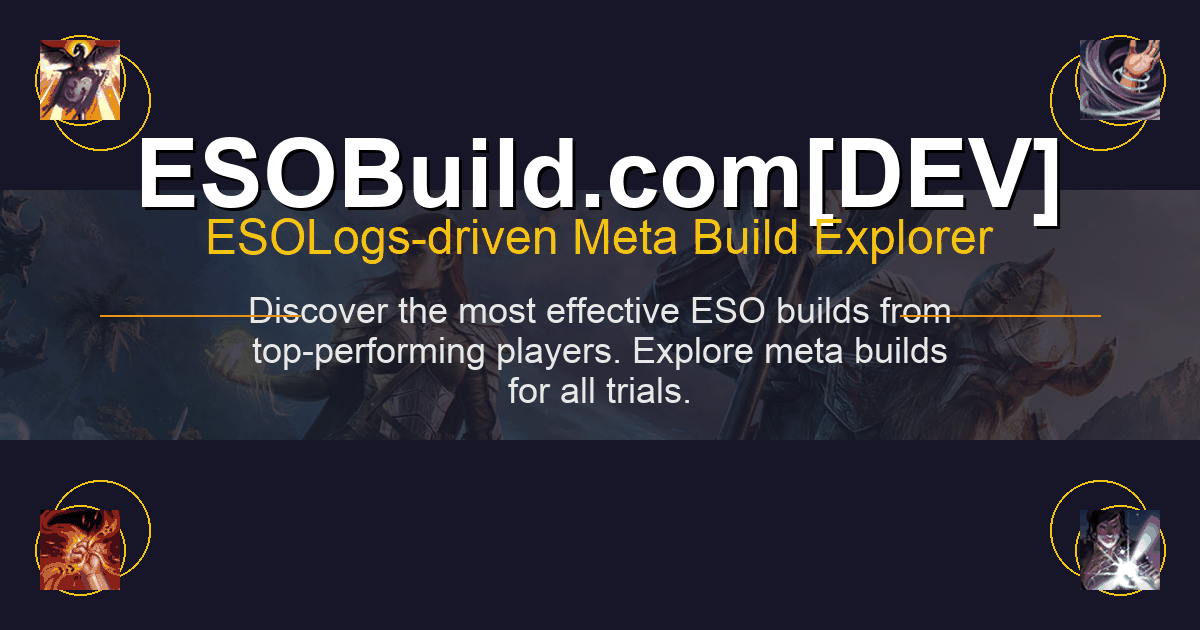 ESOBuild.com[DEV]
ESOLogs-driven Meta Build Explorer
Discover the most effective ESO builds from
top-performing players. Explore meta builds
for all trials.